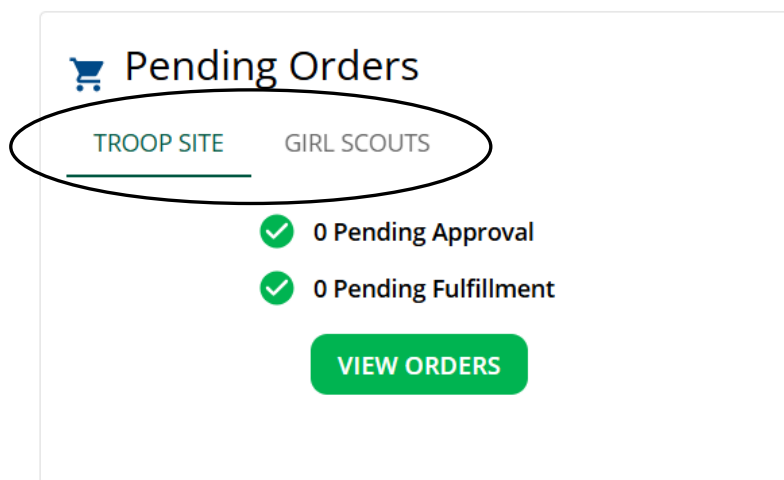 Pending Orders
TROOP SITE GIRL SCOUTS
0 Pending Approval
0 Pending Fulfillment
VIEW ORDERS